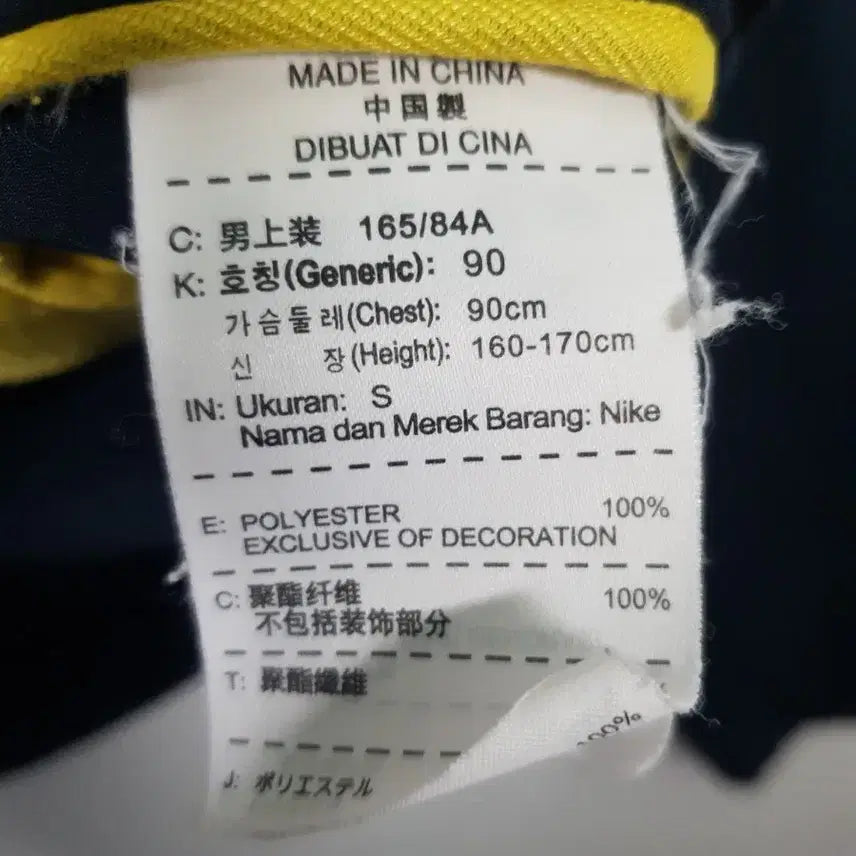 MADE IN CHINA
中国製
DIBUAT DI CINA
C: 男上装 165/84A
K: 호칭(Generic): 90
가슴둘레(Chest): 90cm
신 장(Height): 160-170cm
IN: Ukuran: S
Nama dan Merek Barang: Nike
E: POLYESTER 100%
EXCLUSIVE OF DECORATION
C: 聚酯纤维 100%
不包括装饰部分
T: 聚酯纖維
J: ポリエステル